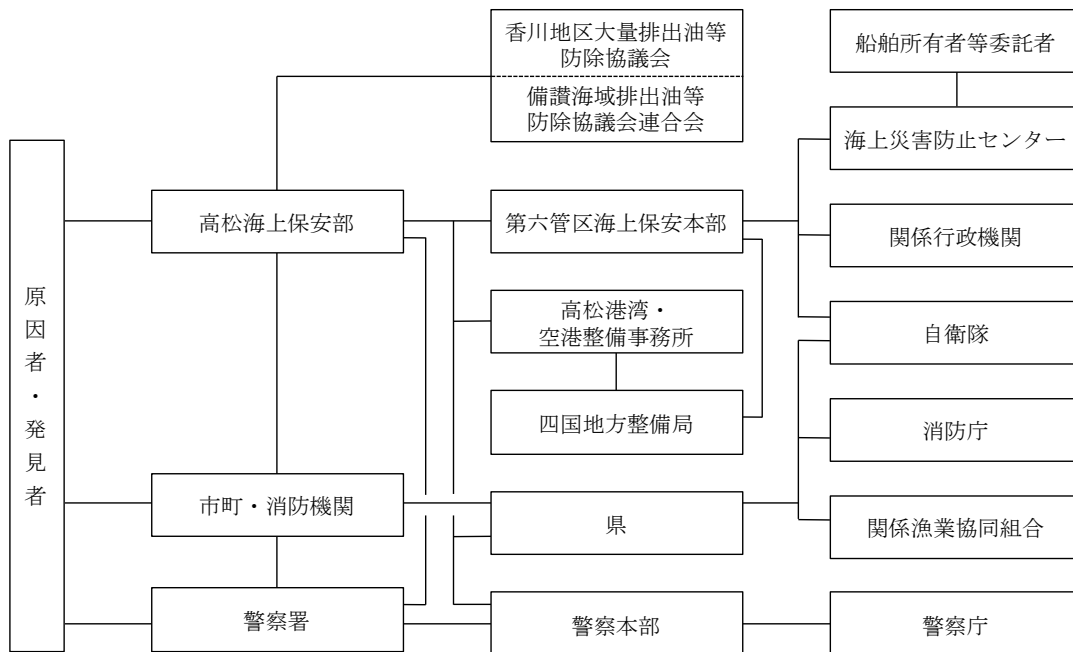 香川地区大量排出油等
防除協議会
備讃海域排出油等
防除協議会連合会
船舶所有者等委託者
海上災害防止センター
原因者・発見者
高松海上保安部
第六管区海上保安本部
関係行政機関
高松港湾・
空港整備事務所
自衛隊
四国地方整備局
消防庁
市町・消防機関
県
関係漁業協同組合
警察署
警察本部
警察庁